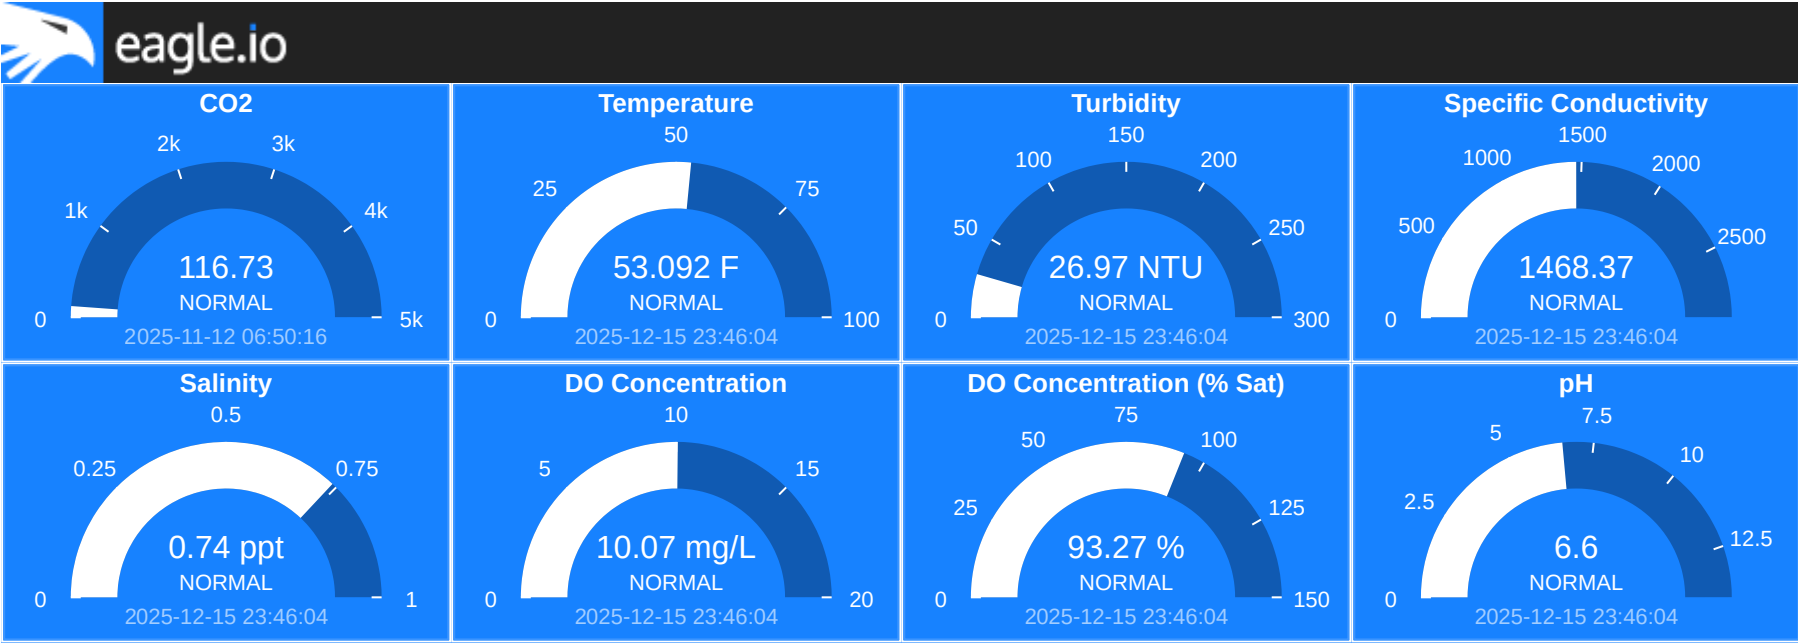 eagle.io
CO2
2k 3k
1k 4k
116.73
NORMAL
0 5k
2025-11-12 06:50:16
Temperature
50
25 75
53.092 F
NORMAL
0 100
2025-12-15 23:46:04
Turbidity
150
100 200
50 250
26.97 NTU
NORMAL
0 300
2025-12-15 23:46:04
Specific Conductivity
1500
1000 2000
500 2500
1468.37
NORMAL
0
2025-12-15 23:46:04
Salinity
0.5
0.25 0.75
0.74 ppt
NORMAL
0 1
2025-12-15 23:46:04
DO Concentration
10
5 15
10.07 mg/L
NORMAL
0 20
2025-12-15 23:46:04
DO Concentration (% Sat)
75
50 100
25 125
93.27 %
NORMAL
0 150
2025-12-15 23:46:04
pH
7.5
5 10
2.5 12.5
6.6
NORMAL
0
2025-12-15 23:46:04